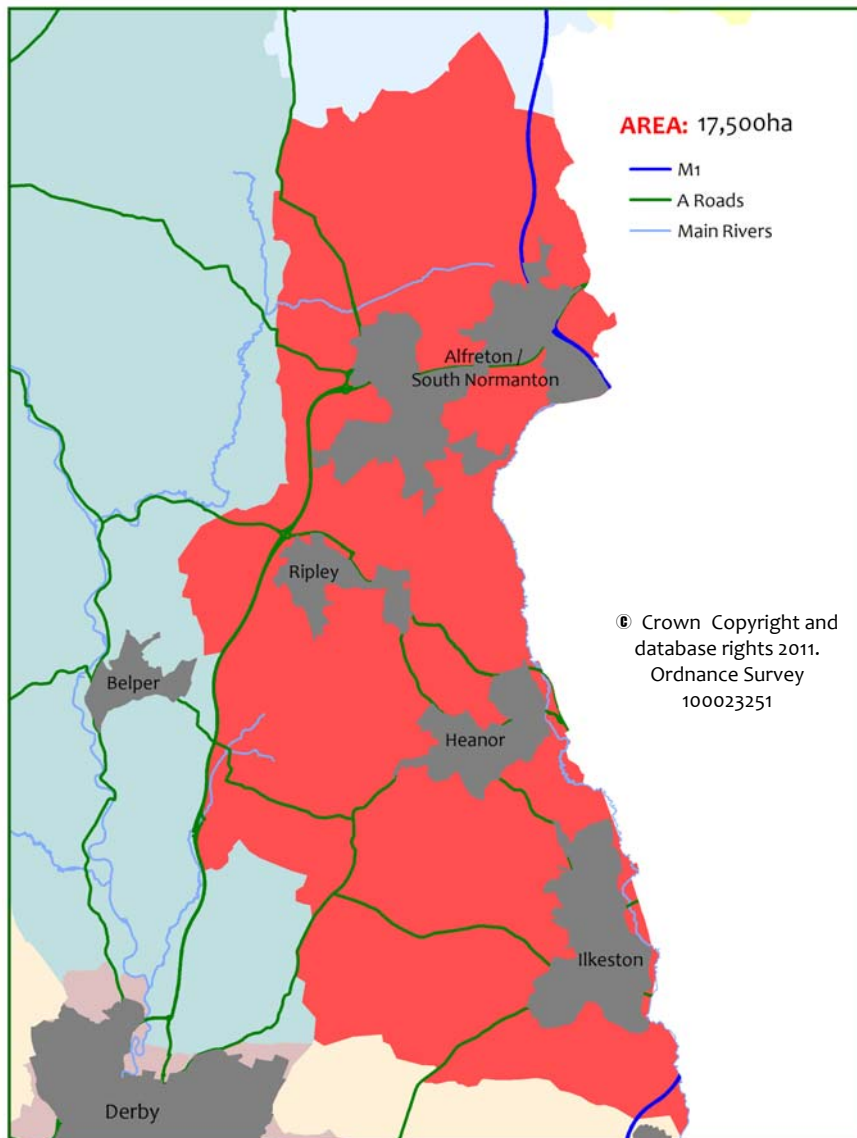 AREA: 17,500ha
M1
A Roads
Main Rivers
Alfreton /
South Normanton
Ripley
© Crown Copyright and
database rights 2011.
Ordnance Survey
100023251
Belper
Heanor
Ilkeston
Derby